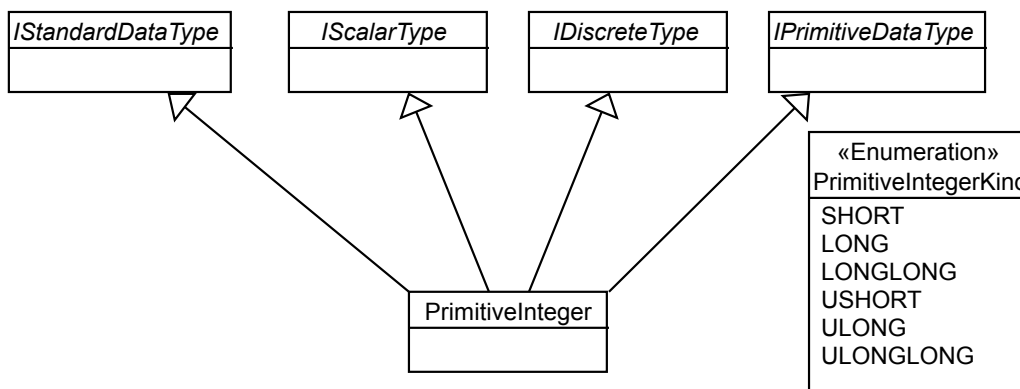 IStandardDataType
IScalarType
IDiscreteType
IPrimitiveDataType
«Enumeration»
PrimitiveIntegerKind
SHORT
LONG
LONGLONG
USHORT
ULONG
ULONGLONG
PrimitiveInteger